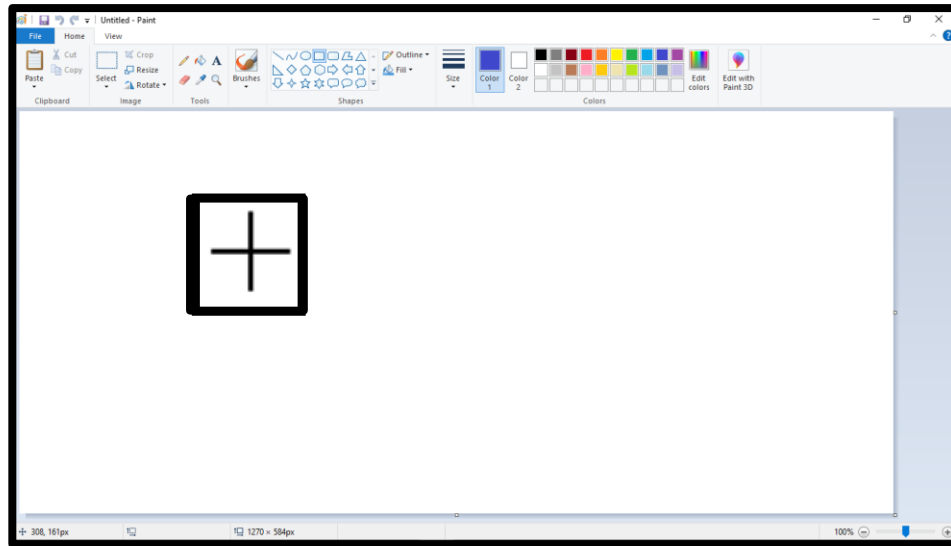 Untitled - Paint
File Home View
Paste
Cut
Copy
Clipboard
Select
Crop
Resize
Rotate
Image
A
Tools
Brushes
Outline
Fill
Shapes
Size
Color 1
Color 2
Edit colors
Colors
Edit with Paint 3D
308, 161px
1270 × 584px
100%